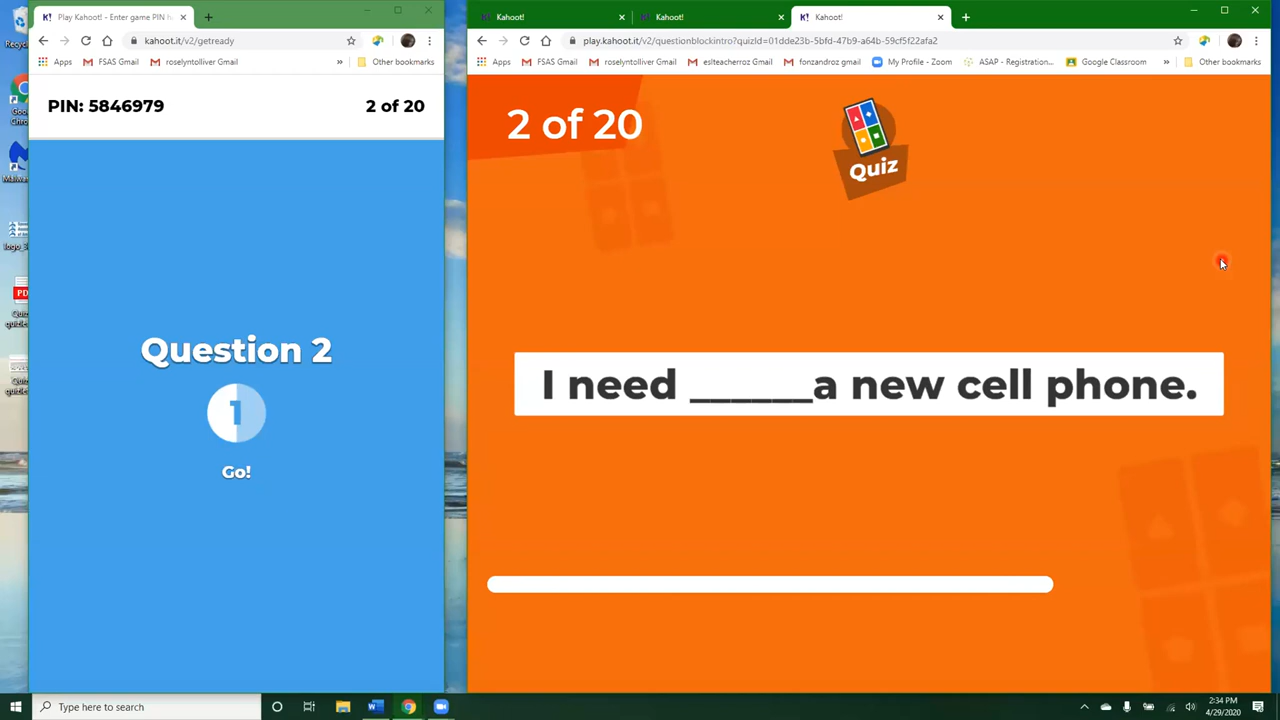 Play Kahoot! - Enter game PIN h
kahoot.it/v2/getready
Apps
FSAS Gmail
roselyntolliver Gmail
»
Other bookmarks
PIN: 5846979
2 of 20
Question 2
1
Go!
Kahoot!
Kahoot!
Kahoot!
play.kahoot.it/v2/questionblockintro?quizId=01dde23b-5bfd-47b9-a64b-59cf5f22afa2
Apps
FSAS Gmail
roselyntolliver Gmail
eslteacherroz Gmail
fonzandroz gmail
My Profile - Zoom
ASAP - Registration...
Google Classroom
»
Other bookmarks
2 of 20
Quiz
I need ______a new cell phone.
Type here to search
2:34 PM
4/29/2020